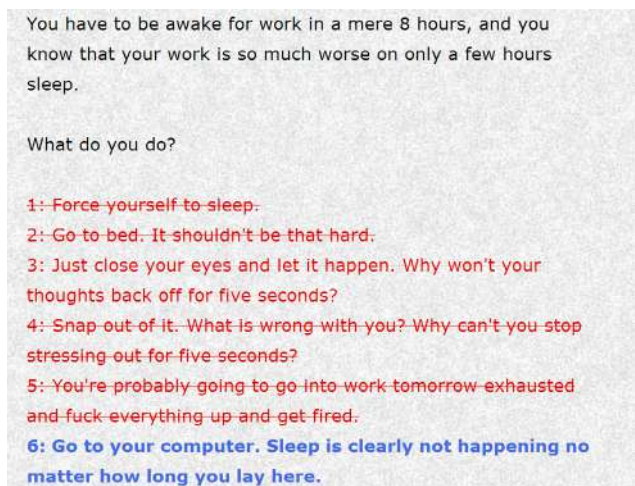 You have to be awake for work in a mere 8 hours, and you
know that your work is so much worse on only a few hours
sleep.
What do you do?
1: Force yourself to sleep.
2: Go to bed. It shouldn't be that hard.
3: Just close your eyes and let it happen. Why won't your
thoughts back off for five seconds?
4: Snap out of it. What is wrong with you? Why can't you stop
stressing out for five seconds?
5: You're probably going to go into work tomorrow exhausted
and fuck everything up and get fired.
6: Go to your computer. Sleep is clearly not happening no
matter how long you lay here.